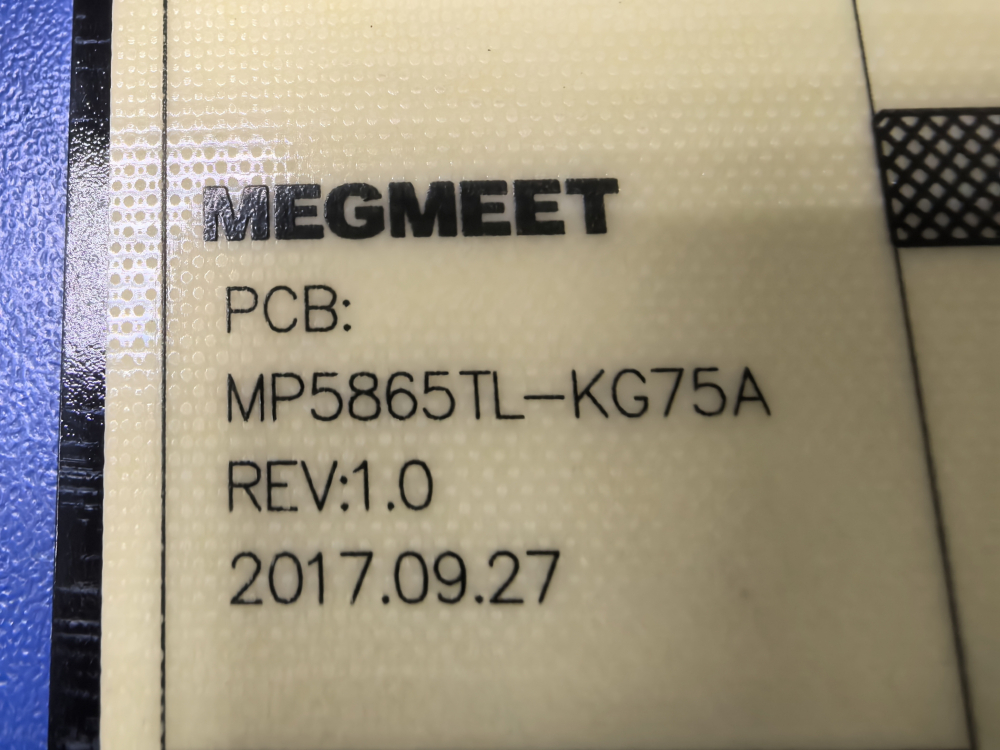 MEGMEET
PCB:
MP5865TL-KG75A
REV:1.0
2017.09.27